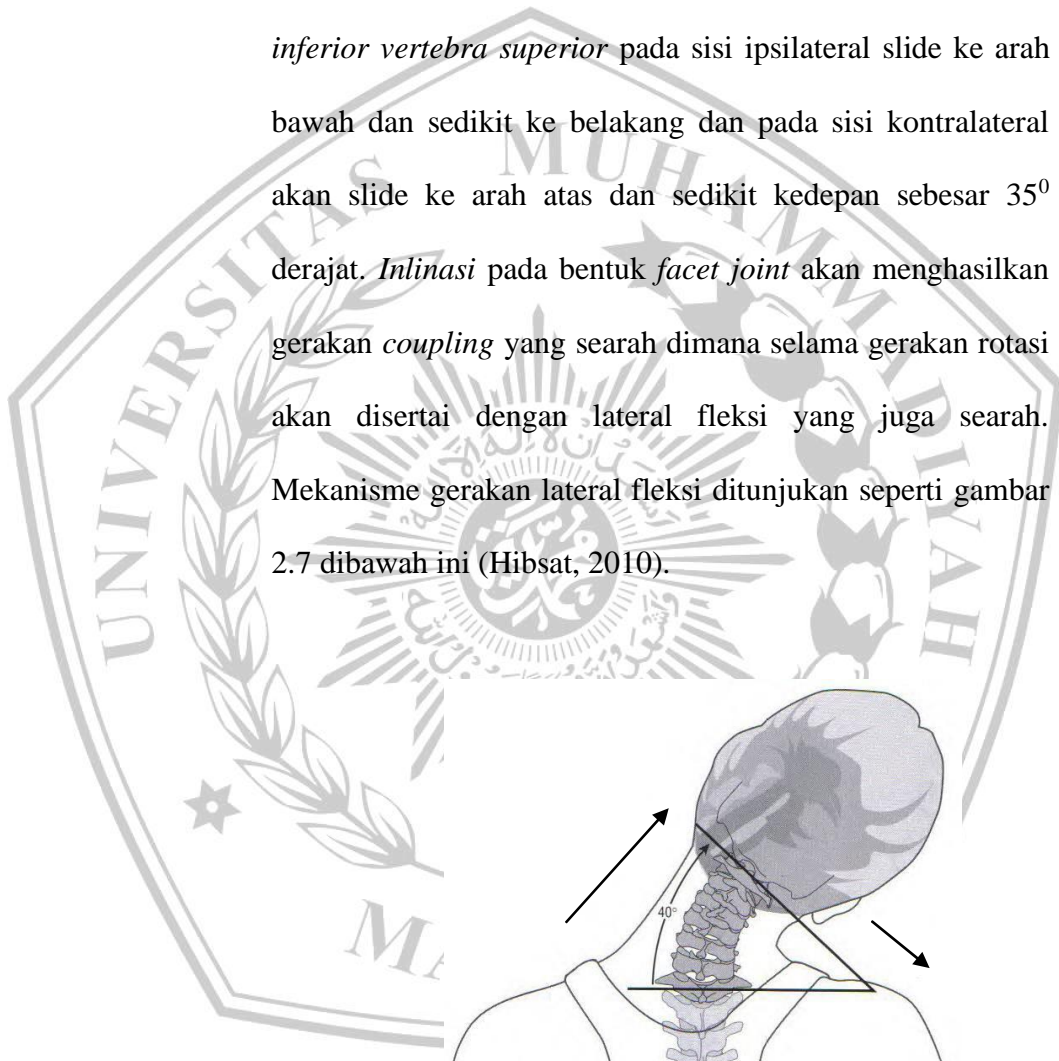 inferior vertebra superior pada sisi ipsilateral slide ke arah
bawah dan sedikit ke belakang dan pada sisi kontralateral
akan slide ke arah atas dan sedikit kedepan sebesar 35⁰
derajat. Inlinasi pada bentuk facet joint akan menghasilkan
gerakan coupling yang searah dimana selama gerakan rotasi
akan disertai dengan lateral fleksi yang juga searah.
Mekanisme gerakan lateral fleksi ditunjukan seperti gambar
2.7 dibawah ini (Hibsat, 2010).
UNIVERSITAS MUHAMMADIYAH
MA
40°